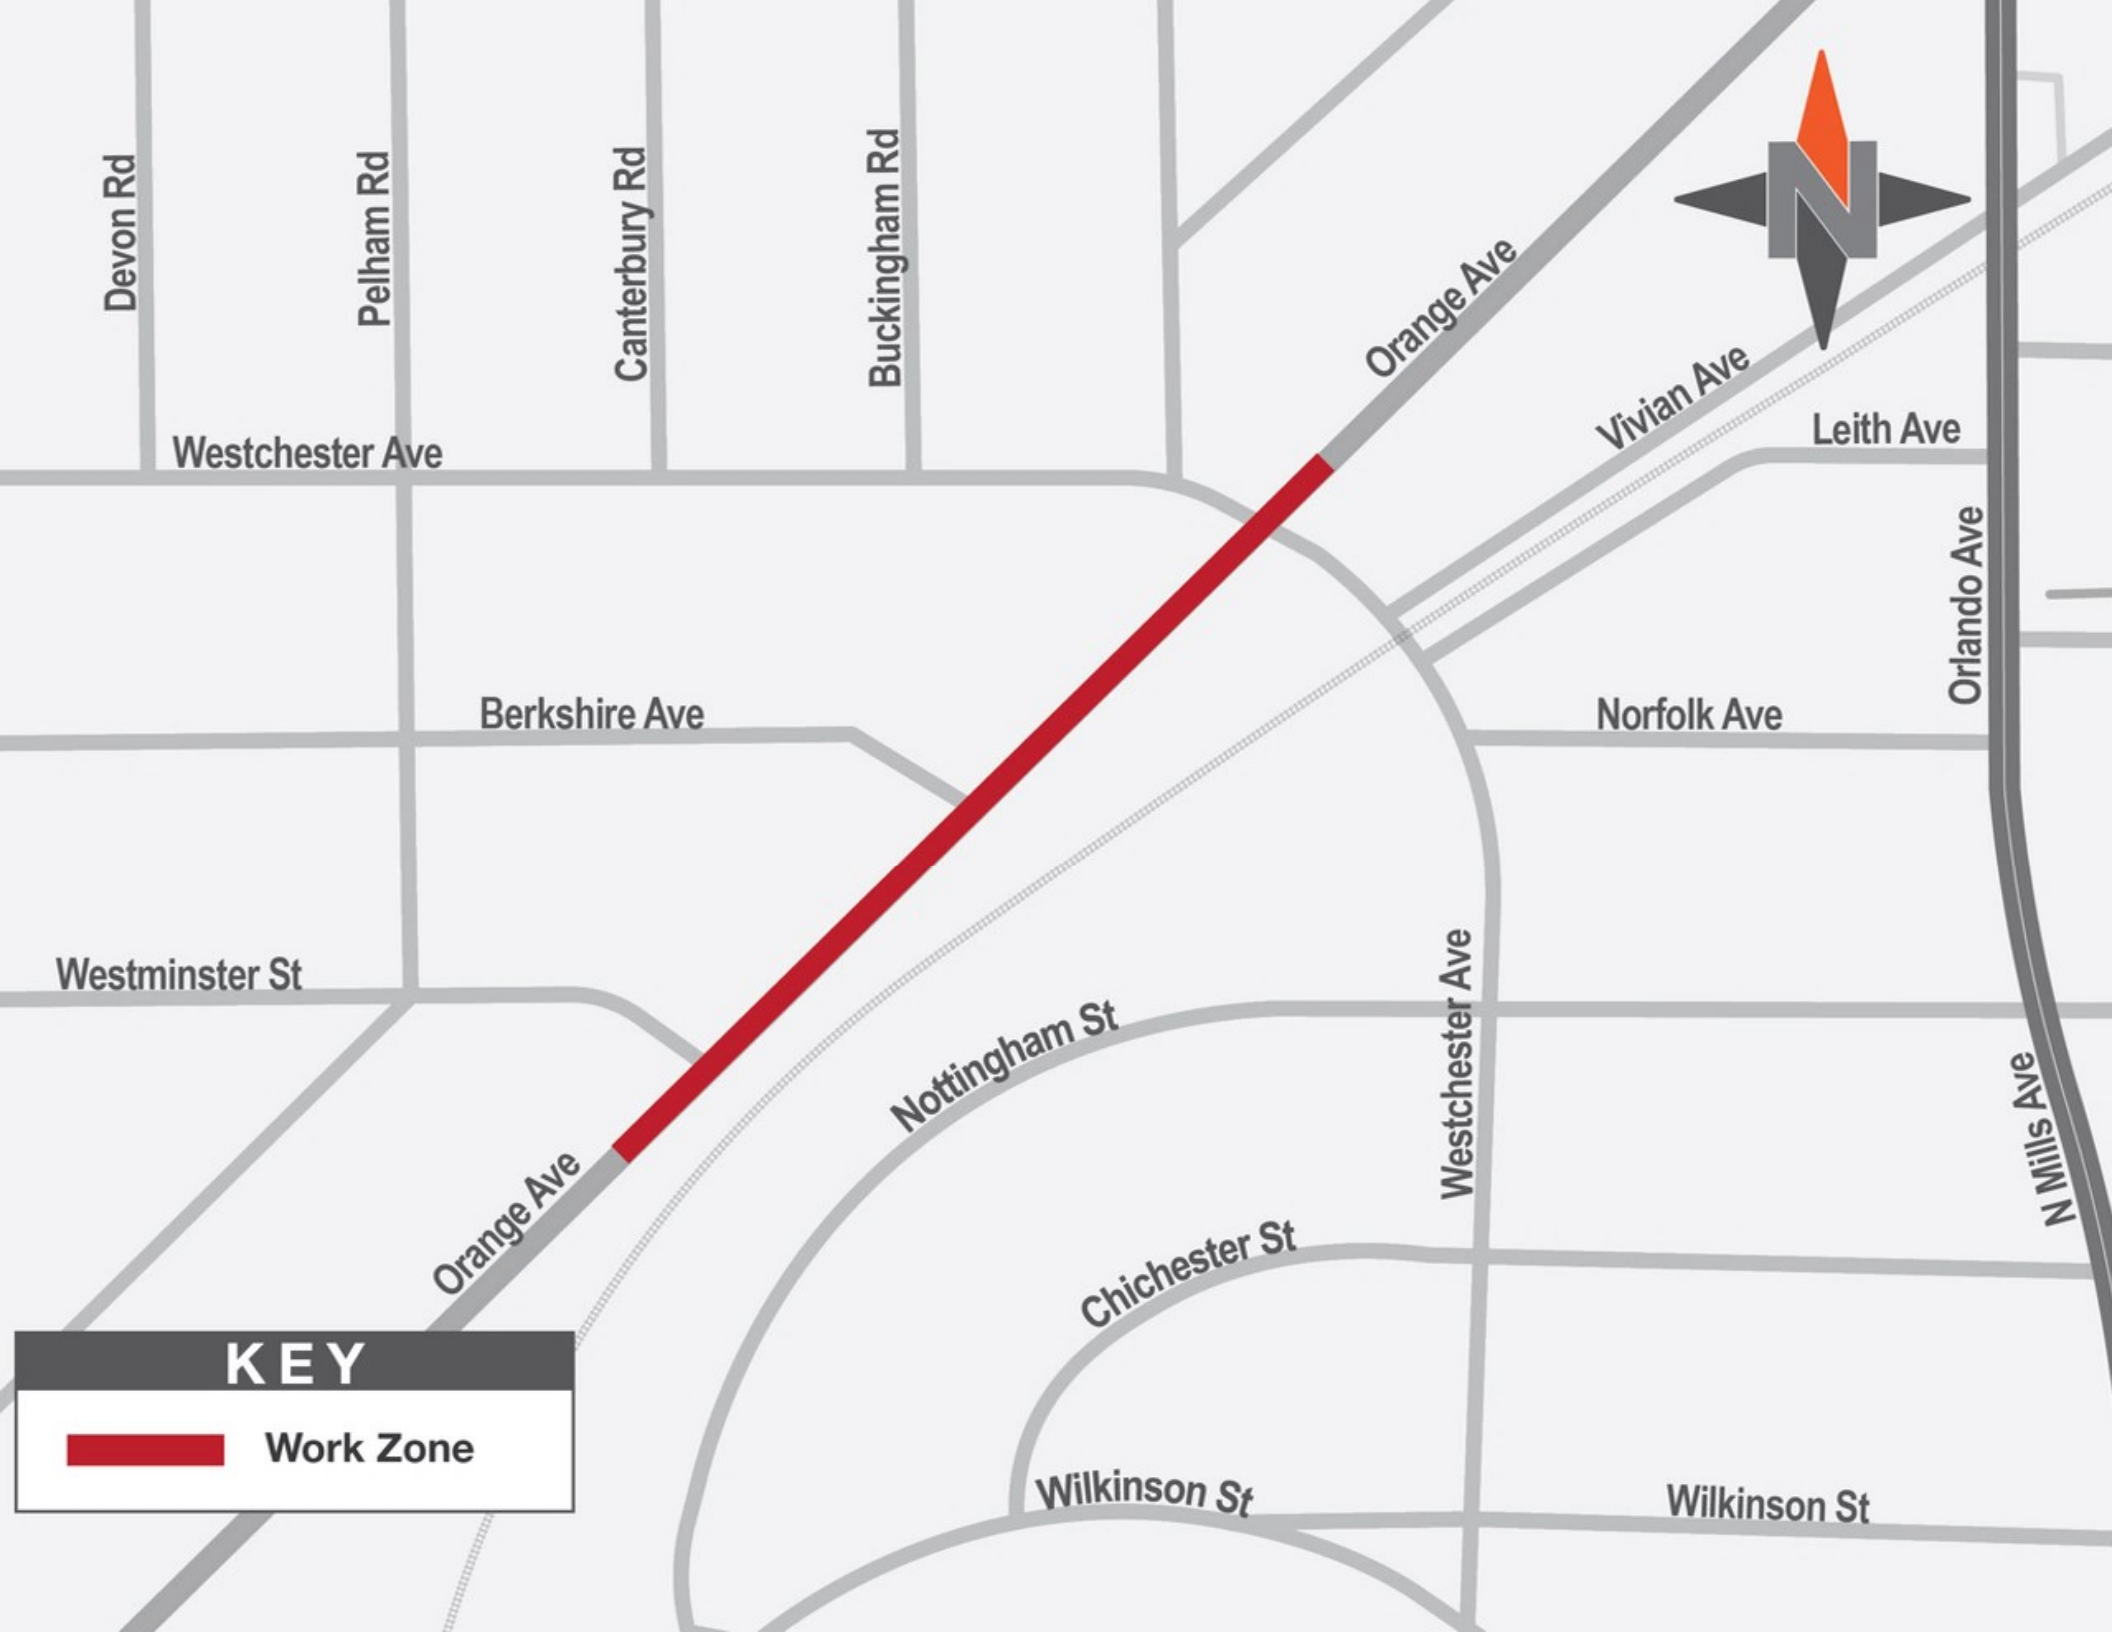 Devon Rd
Pelham Rd
Canterbury Rd
Buckingham Rd
N
Orange Ave
Vivian Ave
Leith Ave
Westchester Ave
Orlando Ave
Berkshire Ave
Norfolk Ave
Westminster St
Nottingham St
Westchester Ave
N Mills Ave
Orange Ave
Chichester St
KEY
Work Zone
Wilkinson St
Wilkinson St